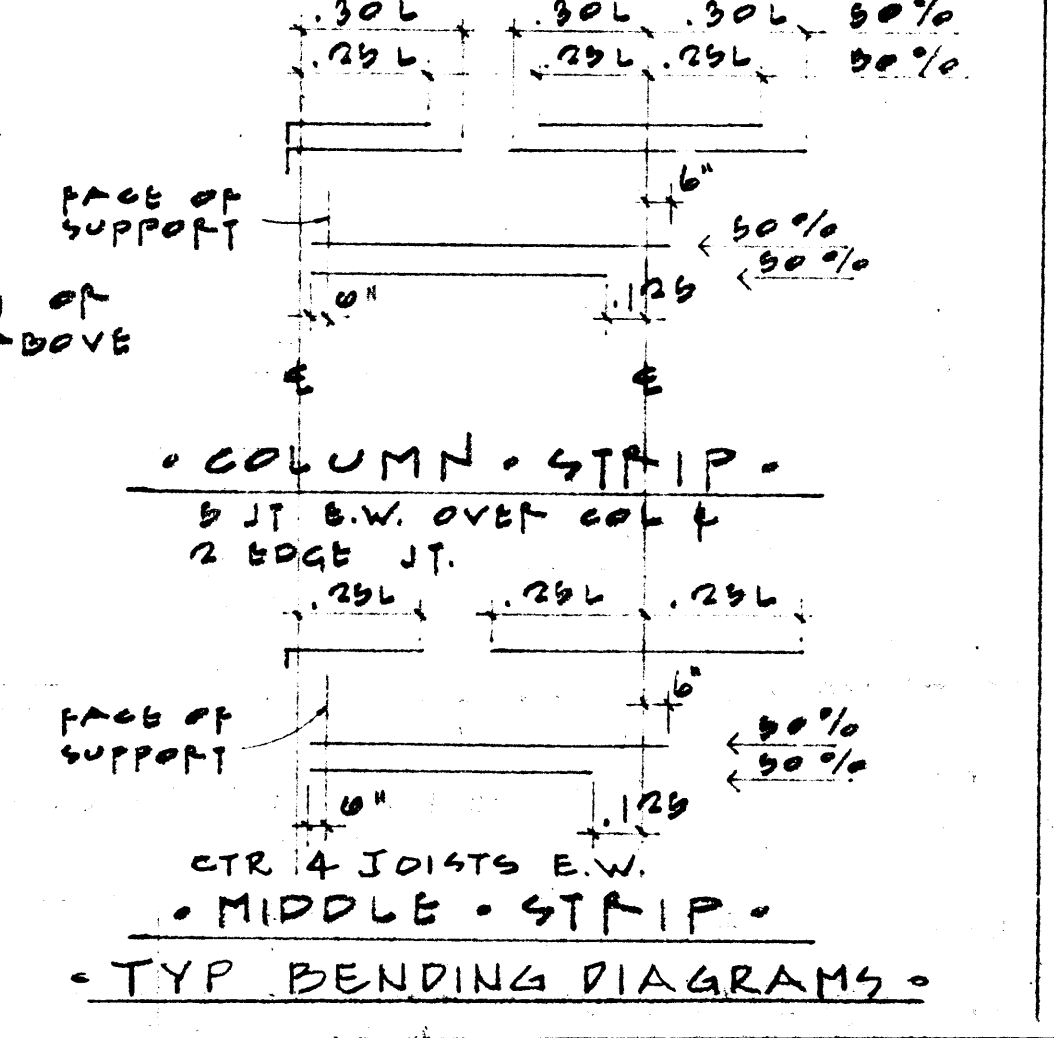 .30L .30L .30L 50%
.25L .25L .25L 50%
6"
FACE OF
SUPPORT
50%
50%
6" .125
OF
ABOVE
℄ ℄
• COLUMN • STRIP •
5 JT E.W. OVER COL &
2 EDGE JT.
.25L .25L .25L
6"
FACE OF
SUPPORT
50%
50%
6" .125
CTR 4 JOISTS E.W.
• MIDDLE • STRIP •
• TYP BENDING DIAGRAMS •